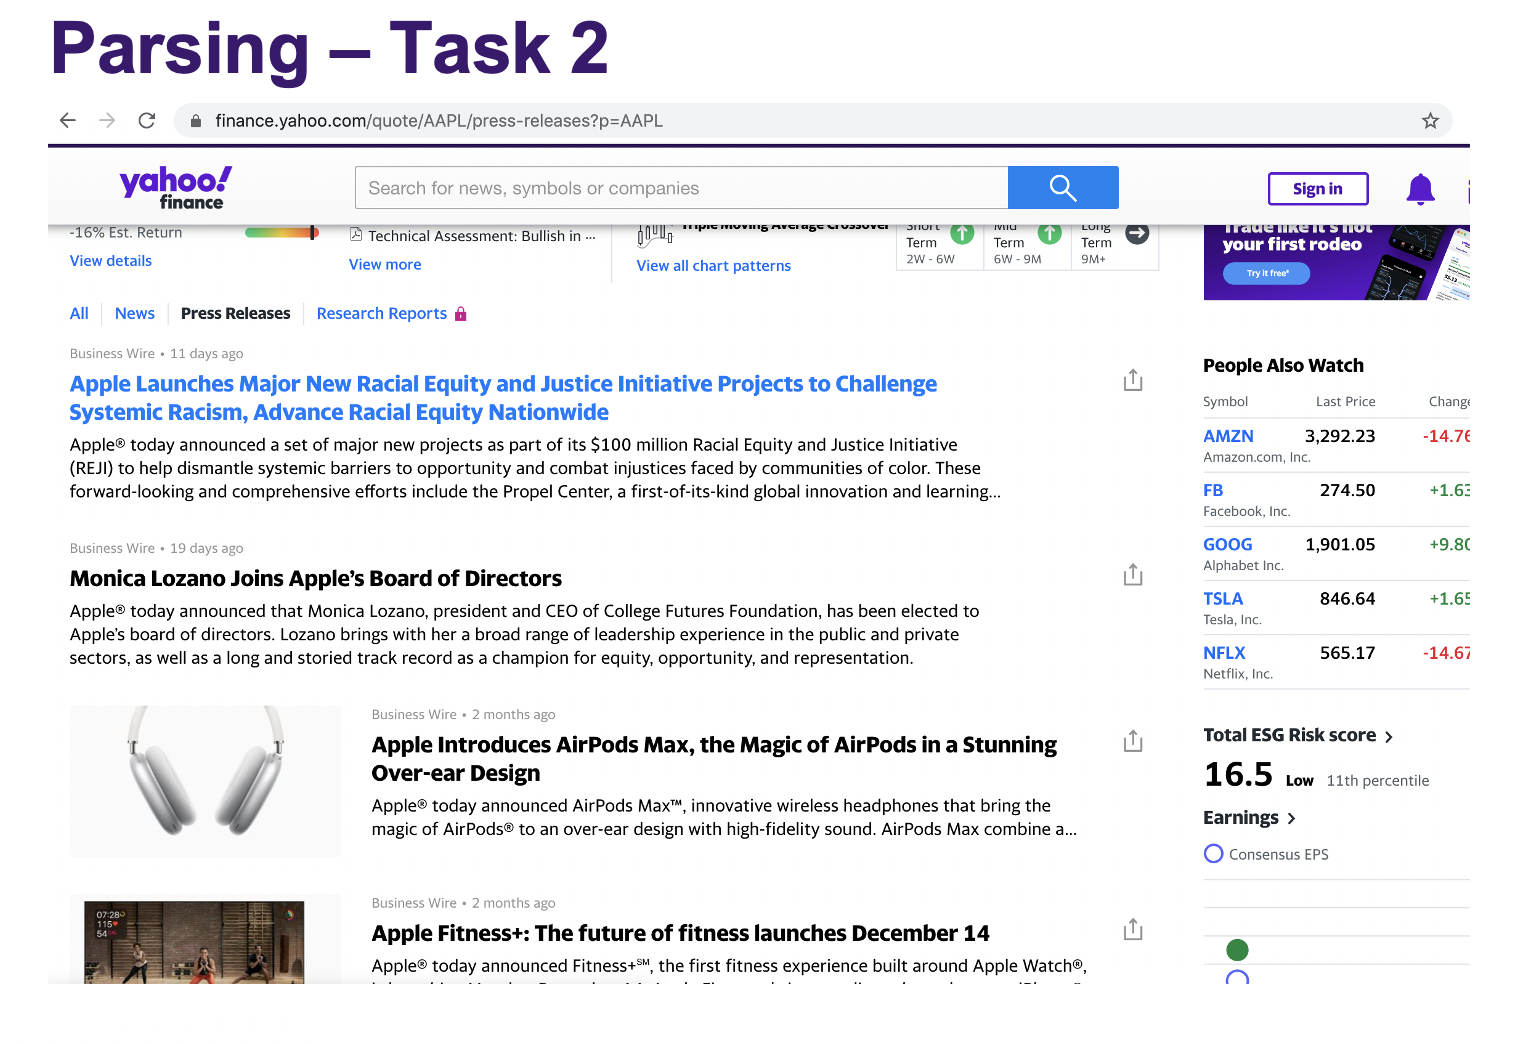 Parsing – Task 2
finance.yahoo.com/quote/AAPL/press-releases?p=AAPL
yahoo!
finance
Search for news, symbols or companies
Sign in
-16% Est. Return
View details
Technical Assessment: Bullish in ...
View more
Triple Moving Average Crossover
View all chart patterns
Short
Term
2W - 6W
Mid
Term
6W - 9M
Long
Term
9M+
Trade like it's not
your first rodeo
Try it free*
All
News
Press Releases
Research Reports
Business Wire • 11 days ago
Apple Launches Major New Racial Equity and Justice Initiative Projects to Challenge
Systemic Racism, Advance Racial Equity Nationwide
Apple® today announced a set of major new projects as part of its $100 million Racial Equity and Justice Initiative
(REJI) to help dismantle systemic barriers to opportunity and combat injustices faced by communities of color. These
forward-looking and comprehensive efforts include the Propel Center, a first-of-its-kind global innovation and learning...
Business Wire • 19 days ago
Monica Lozano Joins Apple's Board of Directors
Apple® today announced that Monica Lozano, president and CEO of College Futures Foundation, has been elected to
Apple's board of directors. Lozano brings with her a broad range of leadership experience in the public and private
sectors, as well as a long and storied track record as a champion for equity, opportunity, and representation.
Business Wire • 2 months ago
Apple Introduces AirPods Max, the Magic of AirPods in a Stunning
Over-ear Design
Apple® today announced AirPods Max™, innovative wireless headphones that bring the
magic of AirPods® to an over-ear design with high-fidelity sound. AirPods Max combine a...
07:28
115
54
Business Wire • 2 months ago
Apple Fitness+: The future of fitness launches December 14
Apple® today announced Fitness+℠, the first fitness experience built around Apple Watch®,
People Also Watch
Symbol Last Price Change
AMZN 3,292.23 -14.76
Amazon.com, Inc.
FB 274.50 +1.63
Facebook, Inc.
GOOG 1,901.05 +9.80
Alphabet Inc.
TSLA 846.64 +1.65
Tesla, Inc.
NFLX 565.17 -14.67
Netflix, Inc.
Total ESG Risk score
16.5 Low 11th percentile
Earnings
Consensus EPS